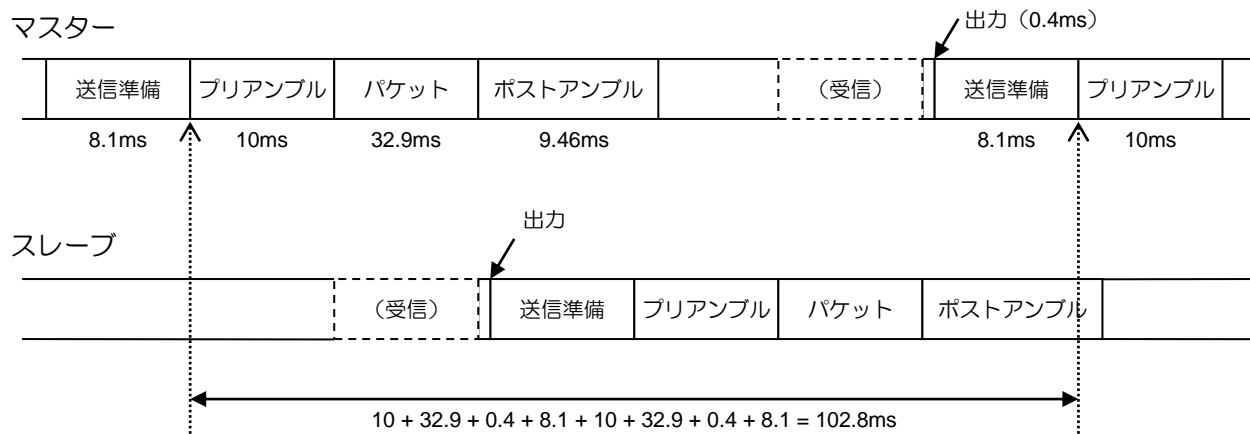 出力（0.4ms）
マスター
送信準備 プリアンブル パケット ポストアンブル （受信） 送信準備 プリアンブル
8.1ms 10ms 32.9ms 9.46ms 8.1ms 10ms
出力
スレーブ
（受信） 送信準備 プリアンブル パケット ポストアンブル
10 + 32.9 + 0.4 + 8.1 + 10 + 32.9 + 0.4 + 8.1 = 102.8ms